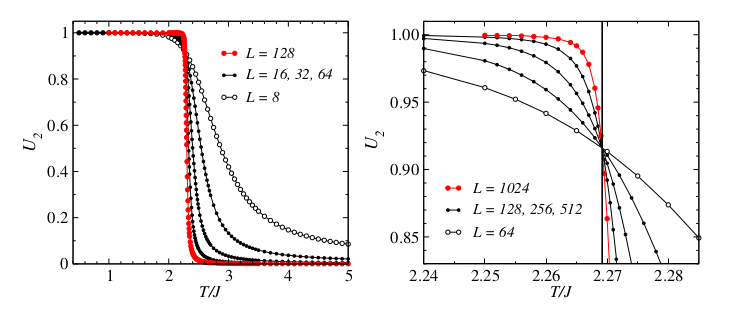 1
0.8
0.6
0.4
0.2
0
U2
L = 128
L = 16, 32, 64
L = 8
1 2 3 4 5
T/J
1.00
0.95
0.90
0.85
U2
L = 1024
L = 128, 256, 512
L = 64
2.24 2.25 2.26 2.27 2.28
T/J